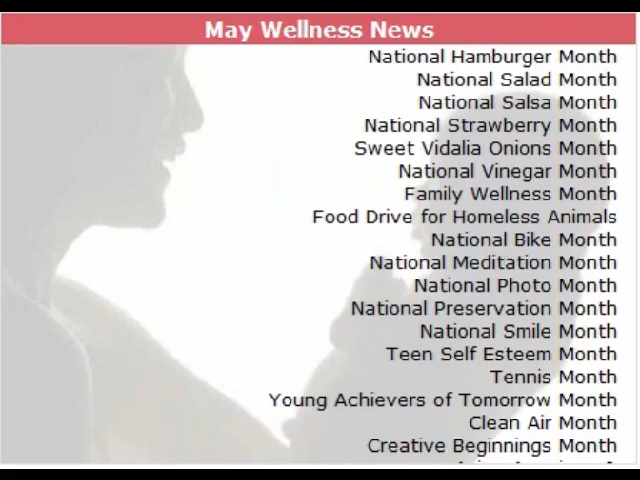 May Wellness News
National Hamburger Month
National Salad Month
National Salsa Month
National Strawberry Month
Sweet Vidalia Onions Month
National Vinegar Month
Family Wellness Month
Food Drive for Homeless Animals
National Bike Month
National Meditation Month
National Photo Month
National Preservation Month
National Smile Month
Teen Self Esteem Month
Tennis Month
Young Achievers of Tomorrow Month
Clean Air Month
Creative Beginnings Month